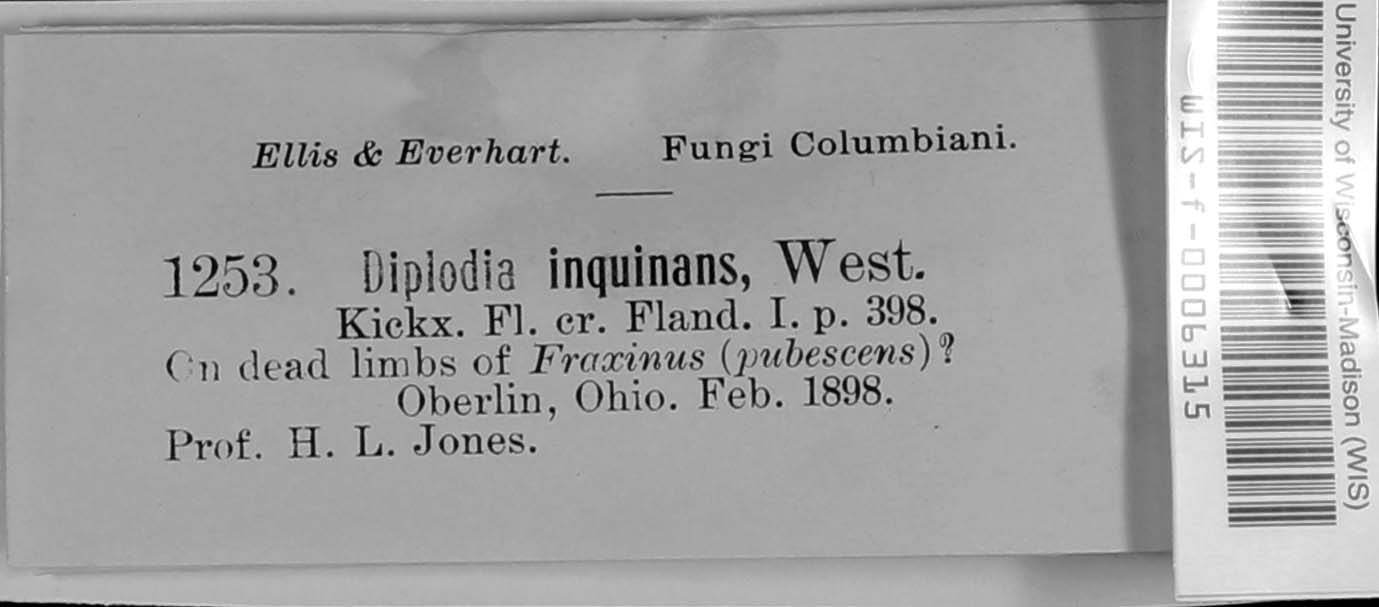 Ellis & Everhart. Fungi Columbiani.
1253. Diplodia inquinans, West.
Kickx. Fl. cr. Fland. I. p. 398.
On dead limbs of Fraxinus (pubescens)?
Oberlin, Ohio. Feb. 1898.
Prof. H. L. Jones.
University of Wisconsin-Madison (WIS)
WIS-f-0006315